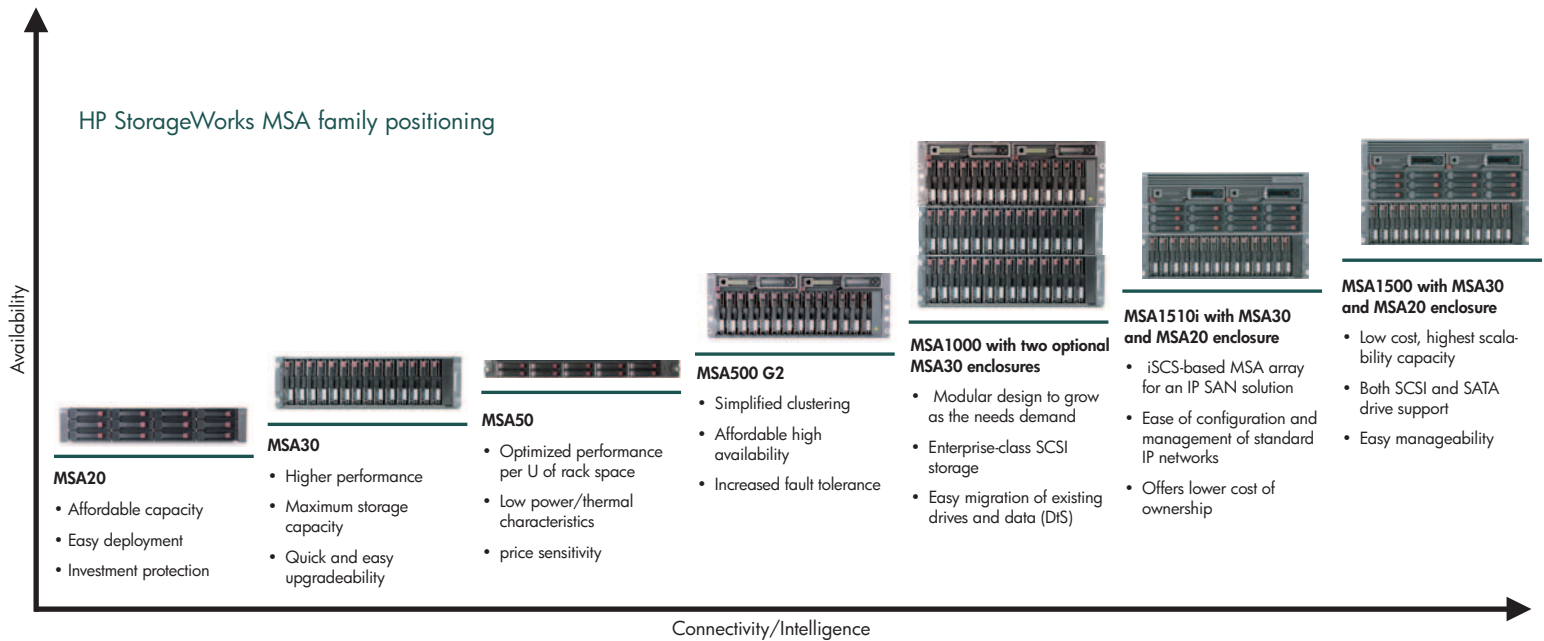 HP StorageWorks MSA family positioning
Availability
MSA20
• Affordable capacity
• Easy deployment
• Investment protection
MSA30
• Higher performance
• Maximum storage
capacity
• Quick and easy
upgradeability
MSA50
• Optimized performance
per U of rack space
• Low power/thermal
characteristics
• price sensitivity
MSA500 G2
• Simplified clustering
• Affordable high
availability
• Increased fault tolerance
MSA1000 with two optional
MSA30 enclosures
• Modular design to grow
as the needs demand
• Enterprise-class SCSI
storage
• Easy migration of existing
drives and data (DtS)
MSA1510i with MSA30
and MSA20 enclosure
• iSCS-based MSA array
for an IP SAN solution
• Ease of configuration and
management of standard
IP networks
• Offers lower cost of
ownership
MSA1500 with MSA30
and MSA20 enclosure
• Low cost, highest scala-
bility capacity
• Both SCSI and SATA
drive support
• Easy manageability
Connectivity/Intelligence